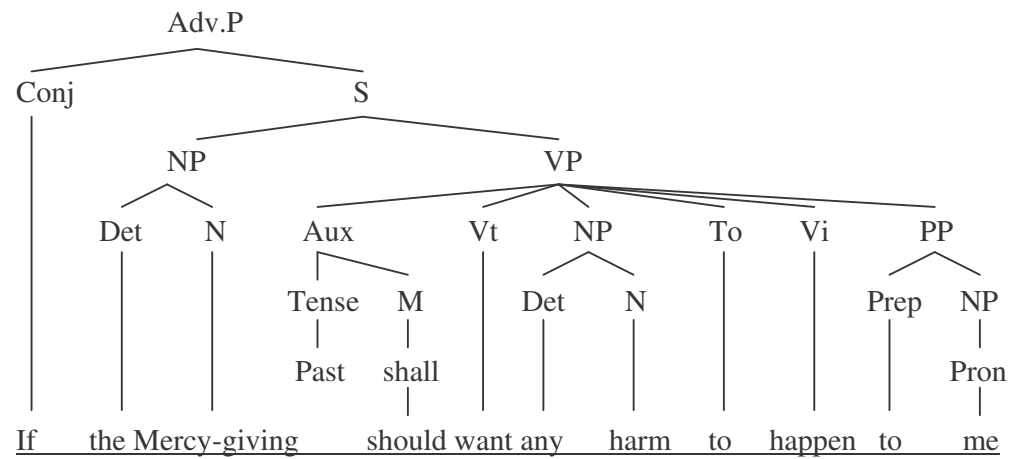 Adv.P
Conj S
NP VP
Det N Aux Vt NP To Vi PP
Tense M Det N Prep NP
Past shall Pron
If the Mercy-giving should want any harm to happen to me